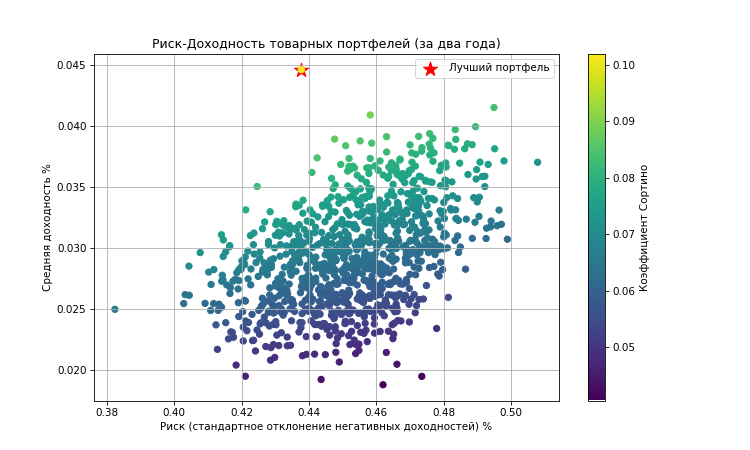 Риск-Доходность товарных портфелей (за два года)
Лучший портфель
Средняя доходность %
0.045
0.040
0.035
0.030
0.025
0.020
0.38 0.40 0.42 0.44 0.46 0.48 0.50
Риск (стандартное отклонение негативных доходностей) %
0.10
0.09
0.08
0.07
0.06
0.05
Коэффициент Сортино